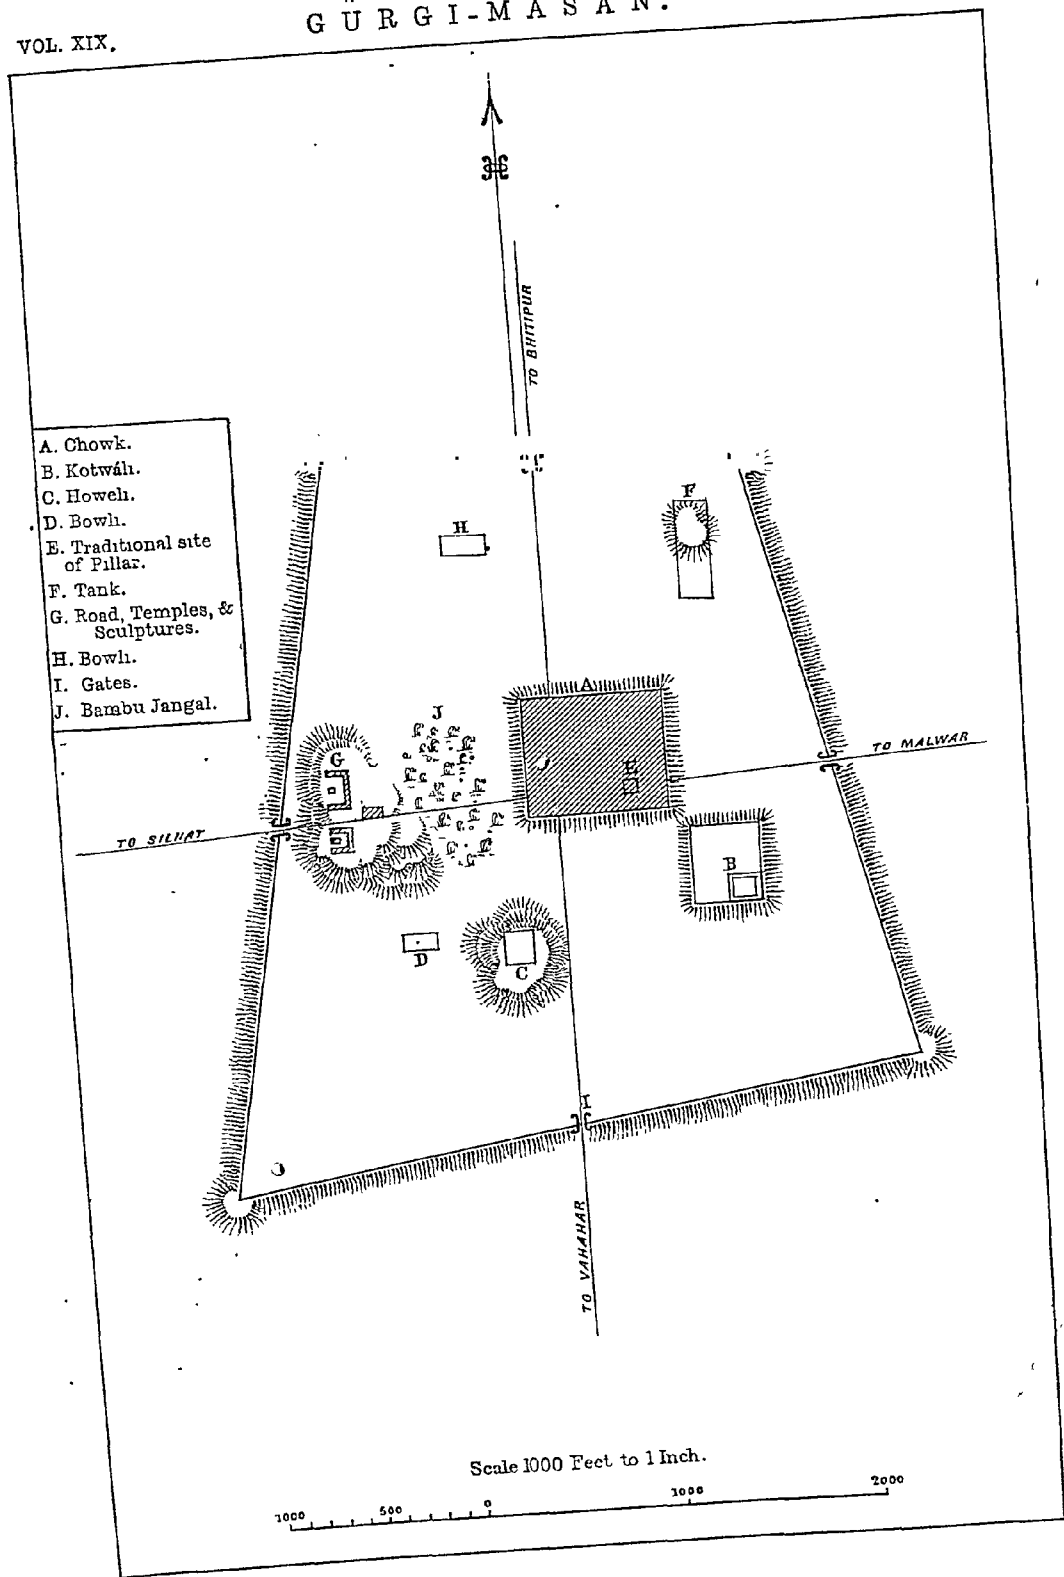 VOL. XIX.
GÜRGI-MASAN.
TO BHITIPUR
A. Chowk.
B. Kotwáli.
C. Howeli.
D. Bowli.
E. Traditional site
of Pillar.
F. Tank.
G. Road, Temples, &
Sculptures.
H. Bowli.
I. Gates.
J. Bambu Jangal.
F
H
A
J
G
E
TO MALWAR
TO SILHAT
B
D
C
I
TO VAHAHAR
Scale 1000 Feet to 1 Inch.
1000 500 0 1000 2000